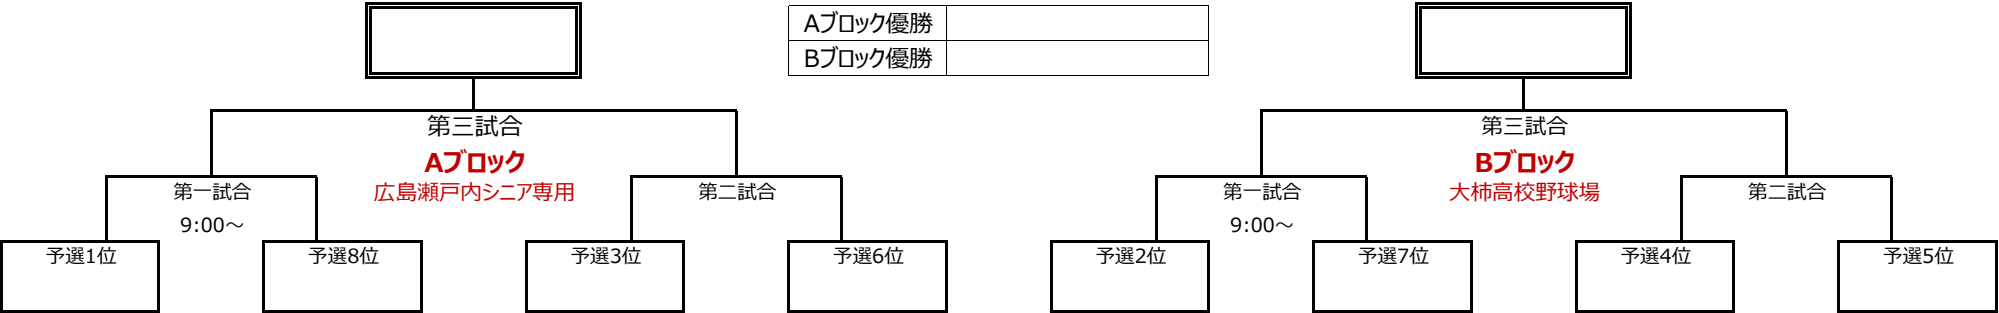 Aブロック優勝
Bブロック優勝
第三試合
Aブロック
広島瀬戸内シニア専用
第一試合
9:00～
第二試合
予選1位
予選8位
予選3位
予選6位
第三試合
Bブロック
大柿高校野球場
第一試合
9:00～
第二試合
予選2位
予選7位
予選4位
予選5位